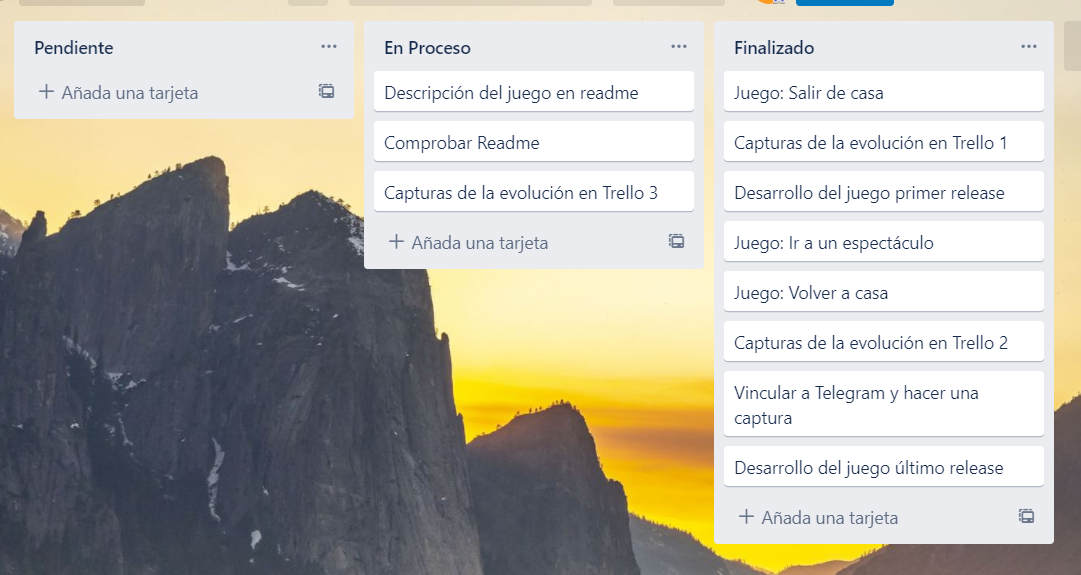 Pendiente
Añada una tarjeta
En Proceso
Descripción del juego en readme
Comprobar Readme
Capturas de la evolución en Trello 3
Añada una tarjeta
Finalizado
Juego: Salir de casa
Capturas de la evolución en Trello 1
Desarrollo del juego primer release
Juego: Ir a un espectáculo
Juego: Volver a casa
Capturas de la evolución en Trello 2
Vincular a Telegram y hacer una
captura
Desarrollo del juego último release
Añada una tarjeta